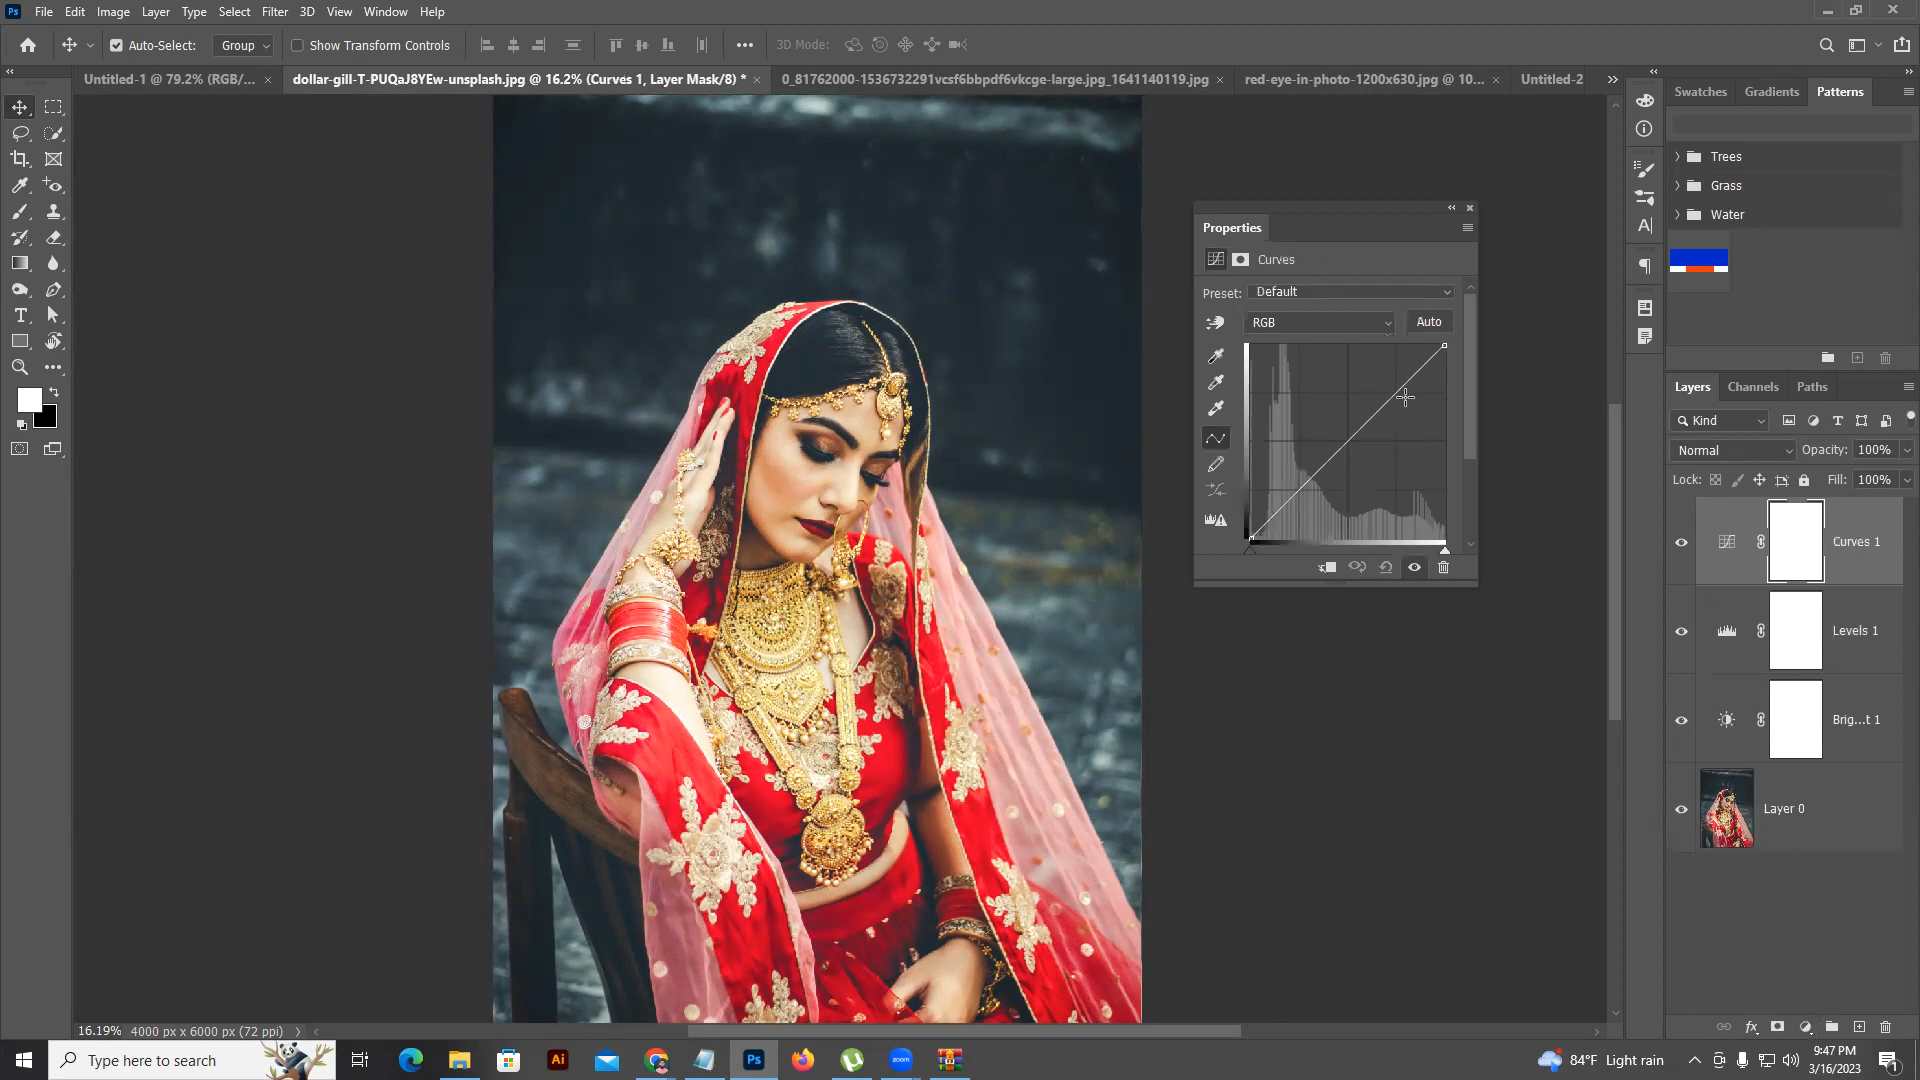 Ps File Edit Image Layer Type Select Filter 3D View Window Help
Auto-Select: Group Show Transform Controls 3D Mode:
Untitled-1 @ 79.2% (RGB/... × dollar-gill-T-PUQaJ8YEw-unsplash.jpg @ 16.2% (Curves 1, Layer Mask/8) * × 0_81762000-1536732291vcsf6bbpdf6vkcge-large.jpg_1641140119.jpg × red-eye-in-photo-1200x630.jpg @ 10... × Untitled-2
Swatches Gradients Patterns
Trees
Grass
Water
Properties
Curves
Preset: Default
RGB Auto
Layers Channels Paths
Kind
Normal Opacity: 100%
Lock: Fill: 100%
Curves 1
Levels 1
Brig...t 1
Layer 0
16.19% 4000 px x 6000 px (72 ppi)
Type here to search
Ai
Ps
zoom
84°F Light rain
9:47 PM
3/16/2023
1